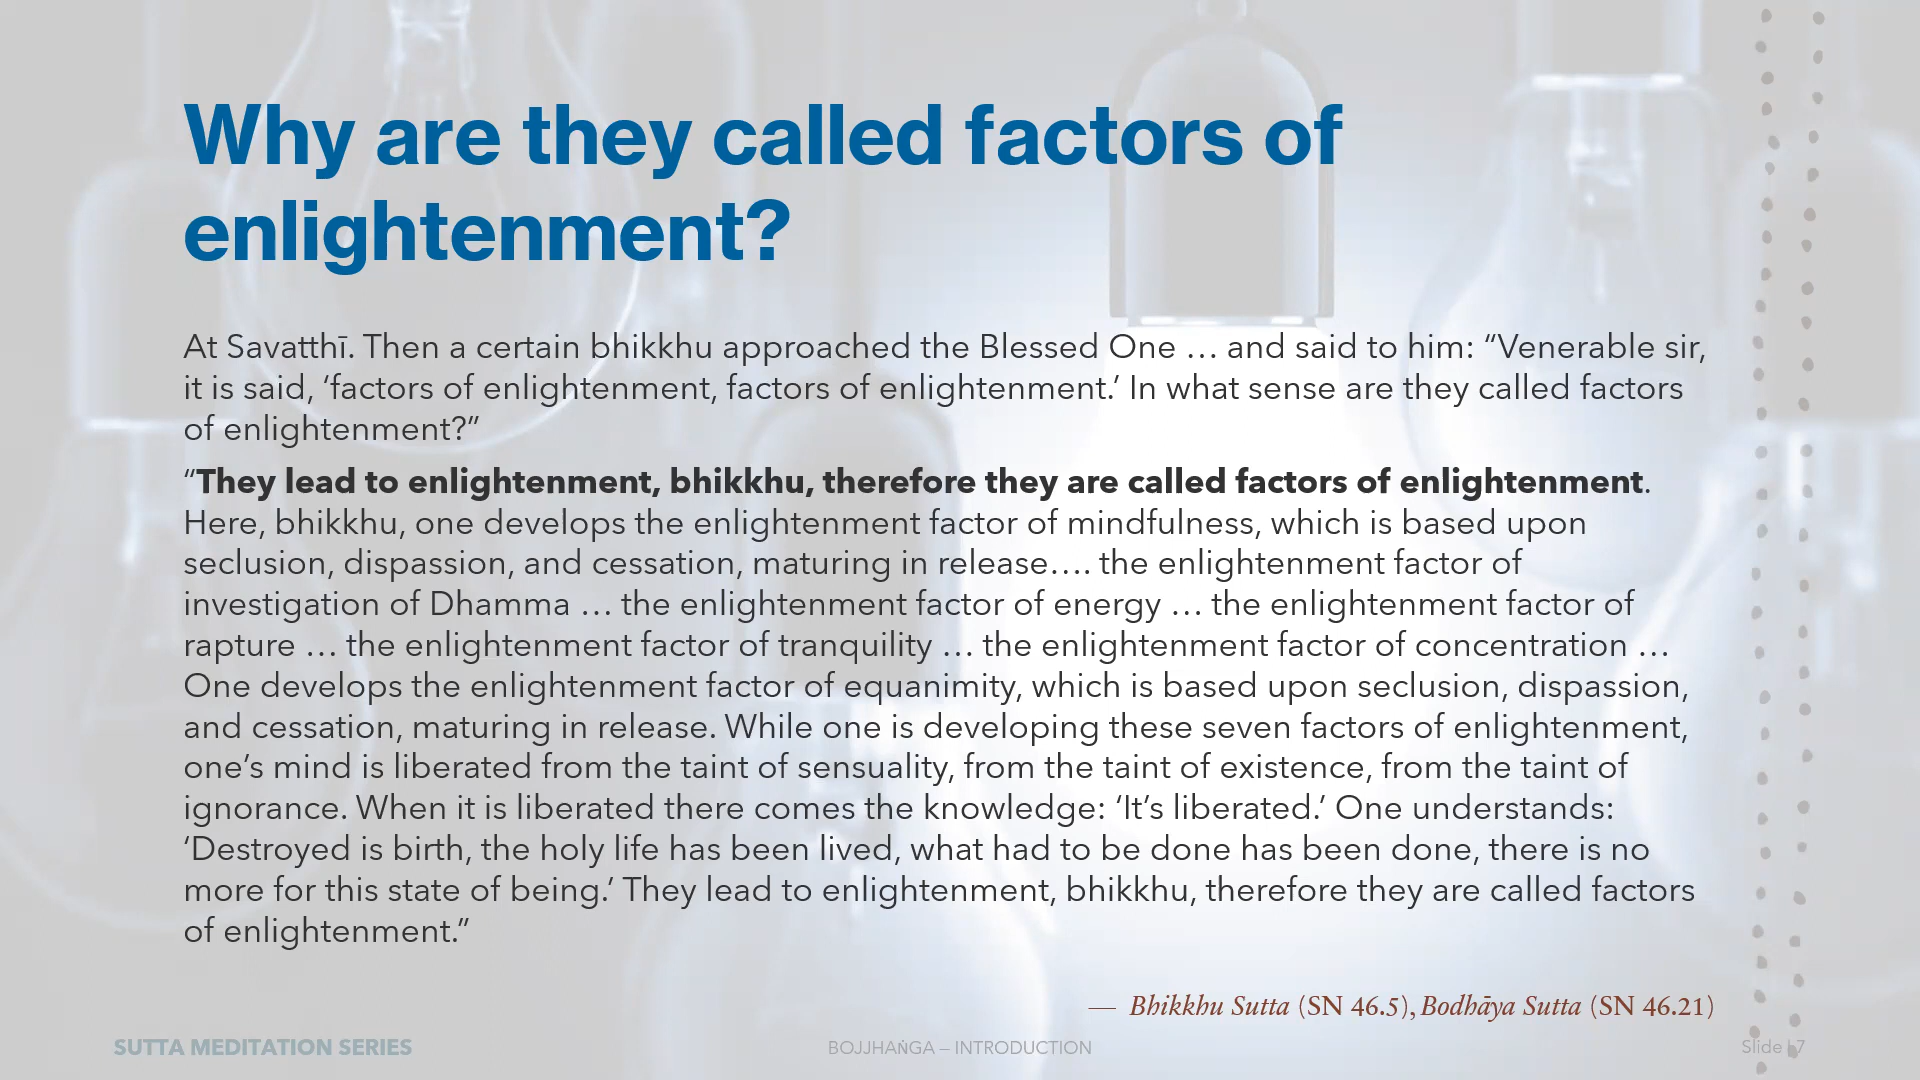 Why are they called factors of
enlightenment?
At Savatthī. Then a certain bhikkhu approached the Blessed One … and said to him: “Venerable sir,
it is said, ‘factors of enlightenment, factors of enlightenment.’ In what sense are they called factors
of enlightenment?”
“They lead to enlightenment, bhikkhu, therefore they are called factors of enlightenment.
Here, bhikkhu, one develops the enlightenment factor of mindfulness, which is based upon
seclusion, dispassion, and cessation, maturing in release…. the enlightenment factor of
investigation of Dhamma … the enlightenment factor of energy … the enlightenment factor of
rapture … the enlightenment factor of tranquility … the enlightenment factor of concentration …
One develops the enlightenment factor of equanimity, which is based upon seclusion, dispassion,
and cessation, maturing in release. While one is developing these seven factors of enlightenment,
one’s mind is liberated from the taint of sensuality, from the taint of existence, from the taint of
ignorance. When it is liberated there comes the knowledge: ‘It’s liberated.’ One understands:
‘Destroyed is birth, the holy life has been lived, what had to be done has been done, there is no
more for this state of being.’ They lead to enlightenment, bhikkhu, therefore they are called factors
of enlightenment.”
— Bhikkhu Sutta (SN 46.5), Bodhāya Sutta (SN 46.21)
SUTTA MEDITATION SERIES
BOJJHAṅGA – INTRODUCTION
Slide | 7